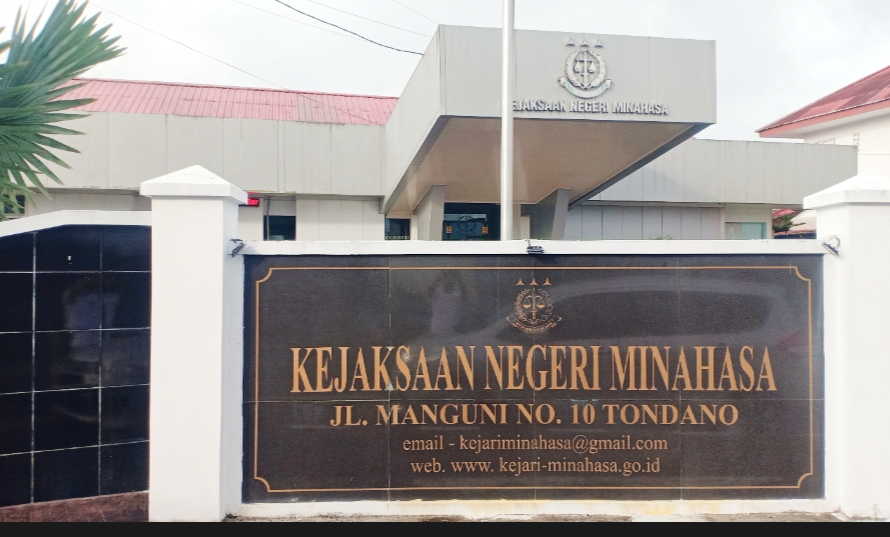 KEJAKSAAN NEGERI MINAHASA
KEJAKSAAN NEGERI MINAHASA
JL. MANGUNI NO. 10 TONDANO
email - kejariminahasa@gmail.com
web. www. kejari-minahasa.go.id